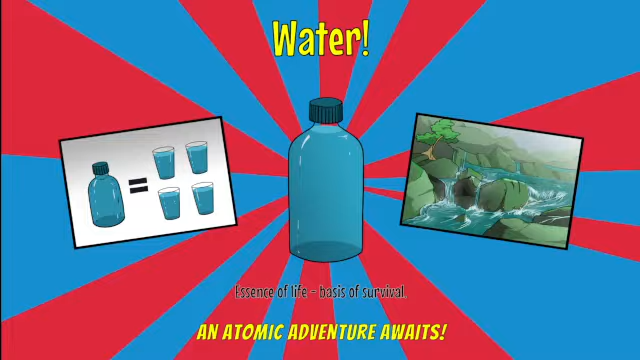 Water!
=
Essence of life - basis of survival.
AN ATOMIC ADVENTURE AWAITS!